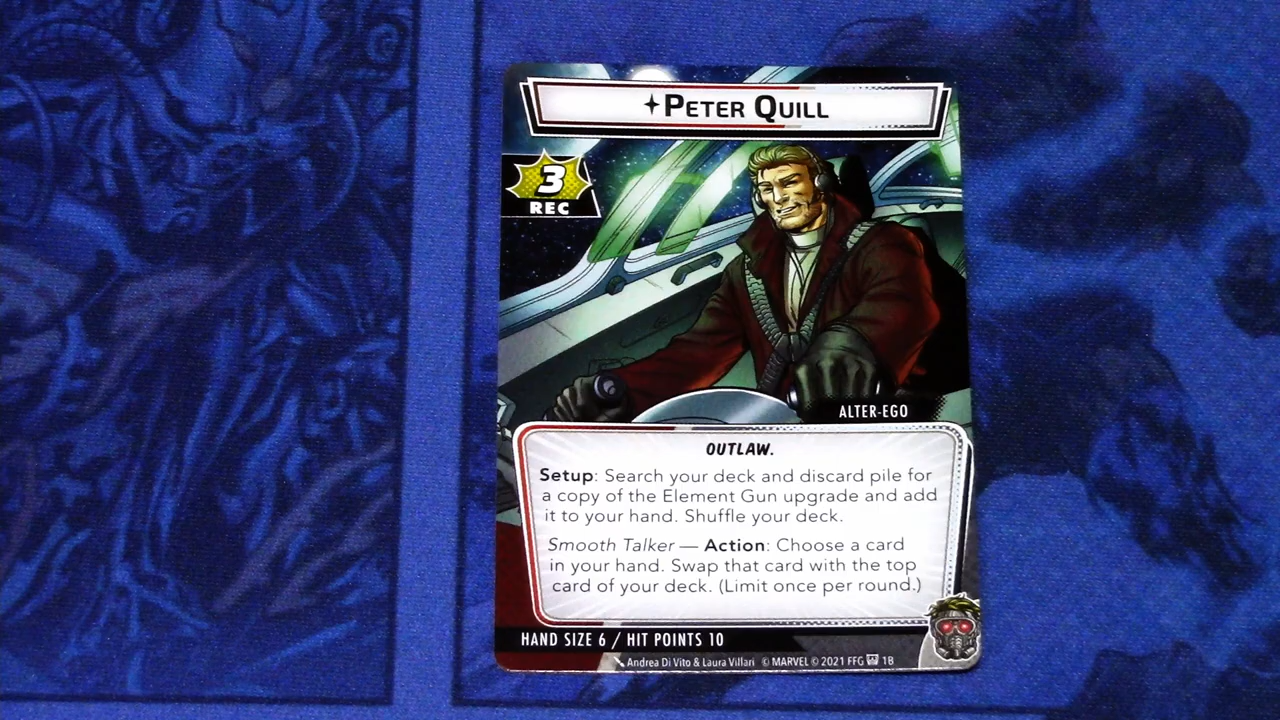 PETER QUILL
3
REC
ALTER-EGO
OUTLAW.
Setup: Search your deck and discard pile for
a copy of the Element Gun upgrade and add
it to your hand. Shuffle your deck.
Smooth Talker — Action: Choose a card
in your hand. Swap that card with the top
card of your deck. (Limit once per round.)
HAND SIZE 6 / HIT POINTS 10
Andrea Di Vito & Laura Villari © MARVEL © 2021 FFG 1B